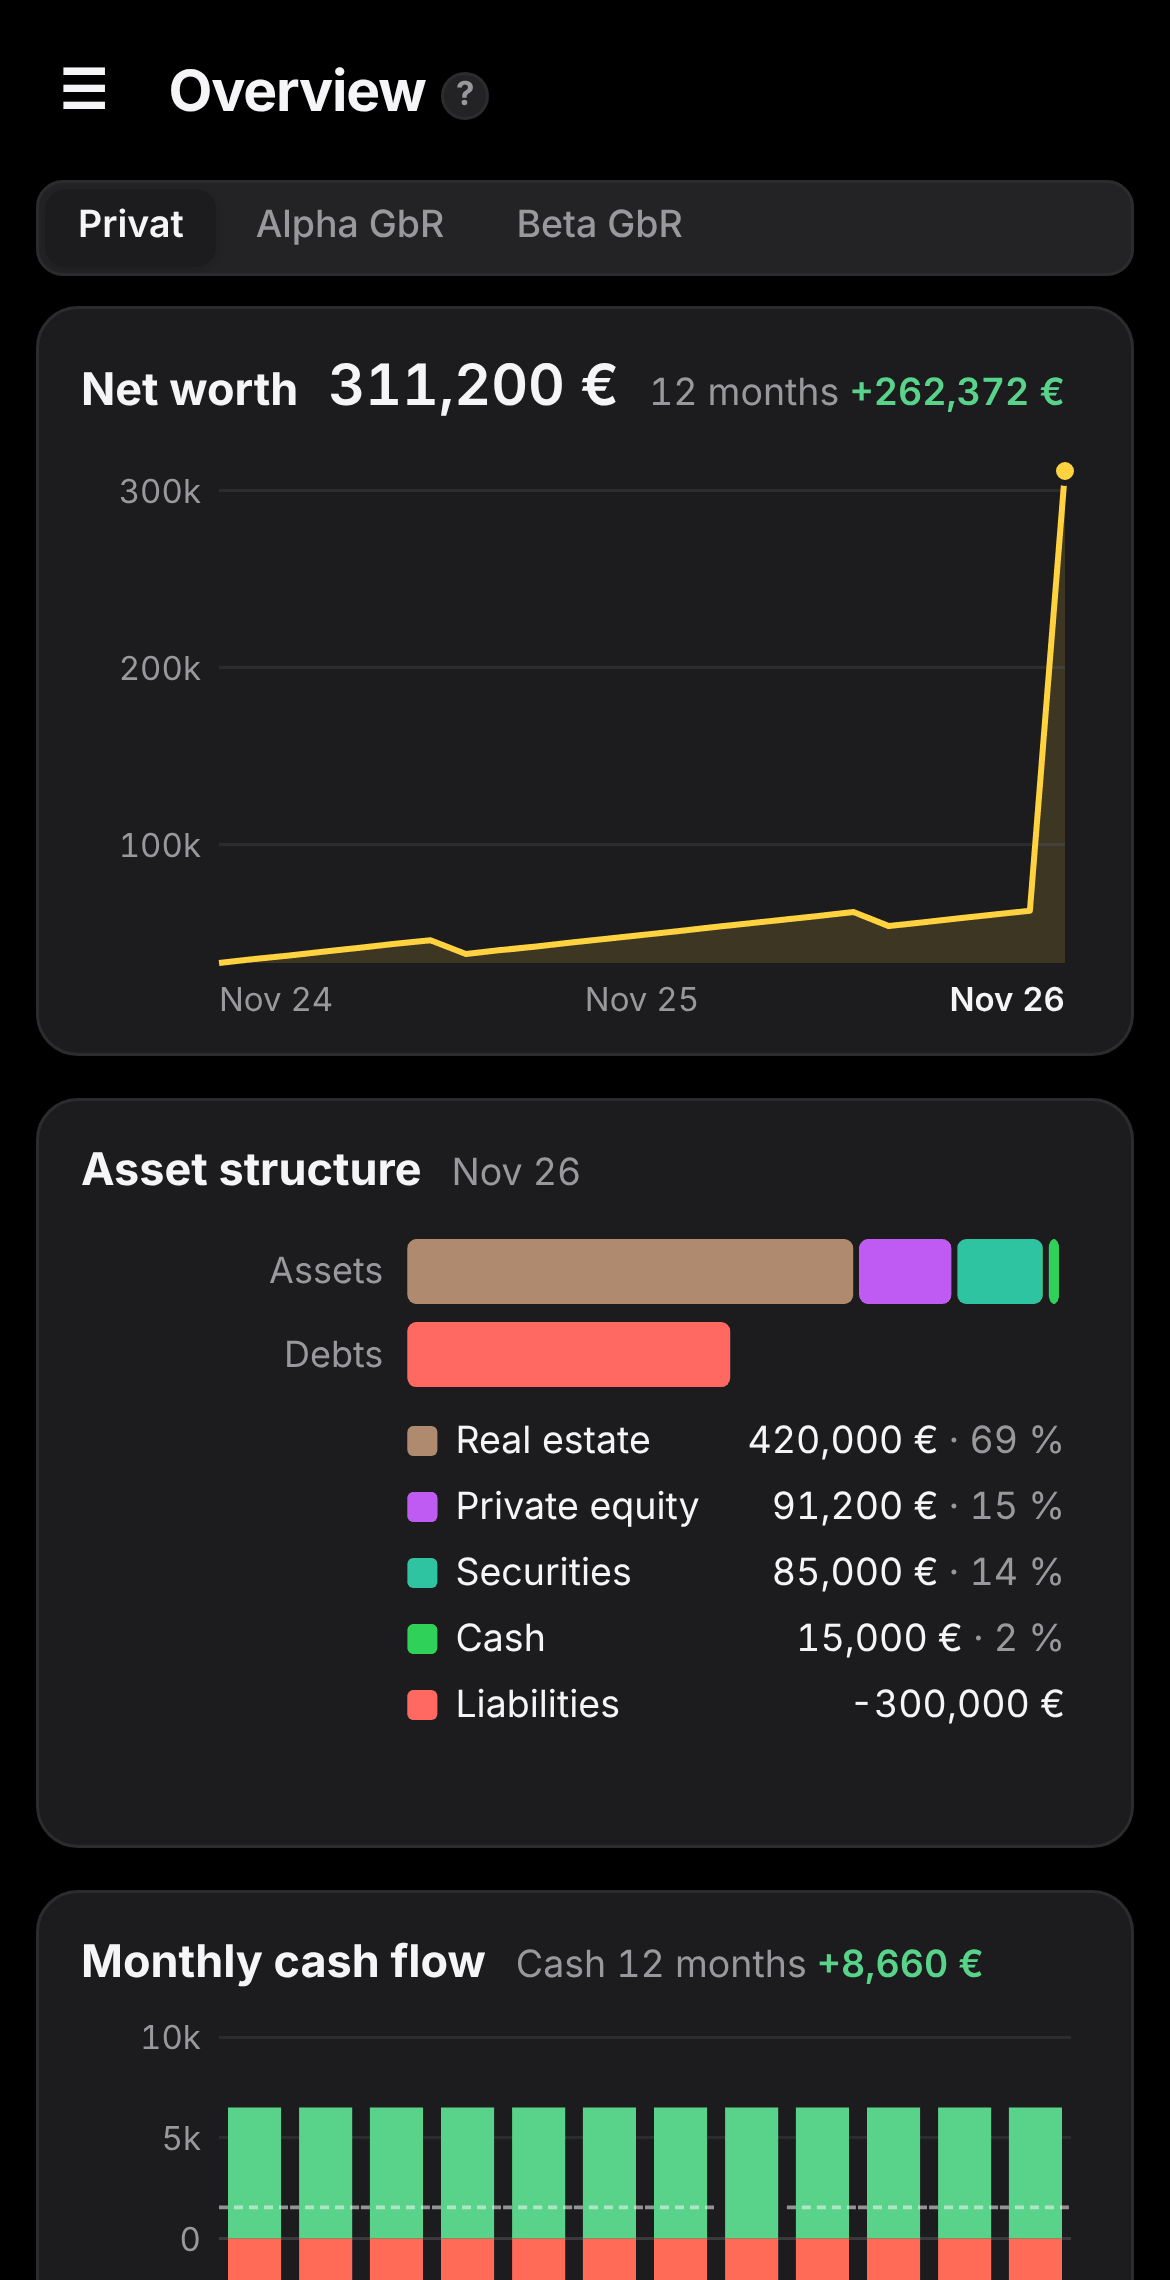 ☰ Overview ?
Privat Alpha GbR Beta GbR
Net worth 311,200 € 12 months +262,372 €
300k
200k
100k
Nov 24 Nov 25 Nov 26
Asset structure Nov 26
Assets
Debts
Real estate 420,000 € · 69 %
Private equity 91,200 € · 15 %
Securities 85,000 € · 14 %
Cash 15,000 € · 2 %
Liabilities -300,000 €
Monthly cash flow Cash 12 months +8,660 €
10k
5k
0